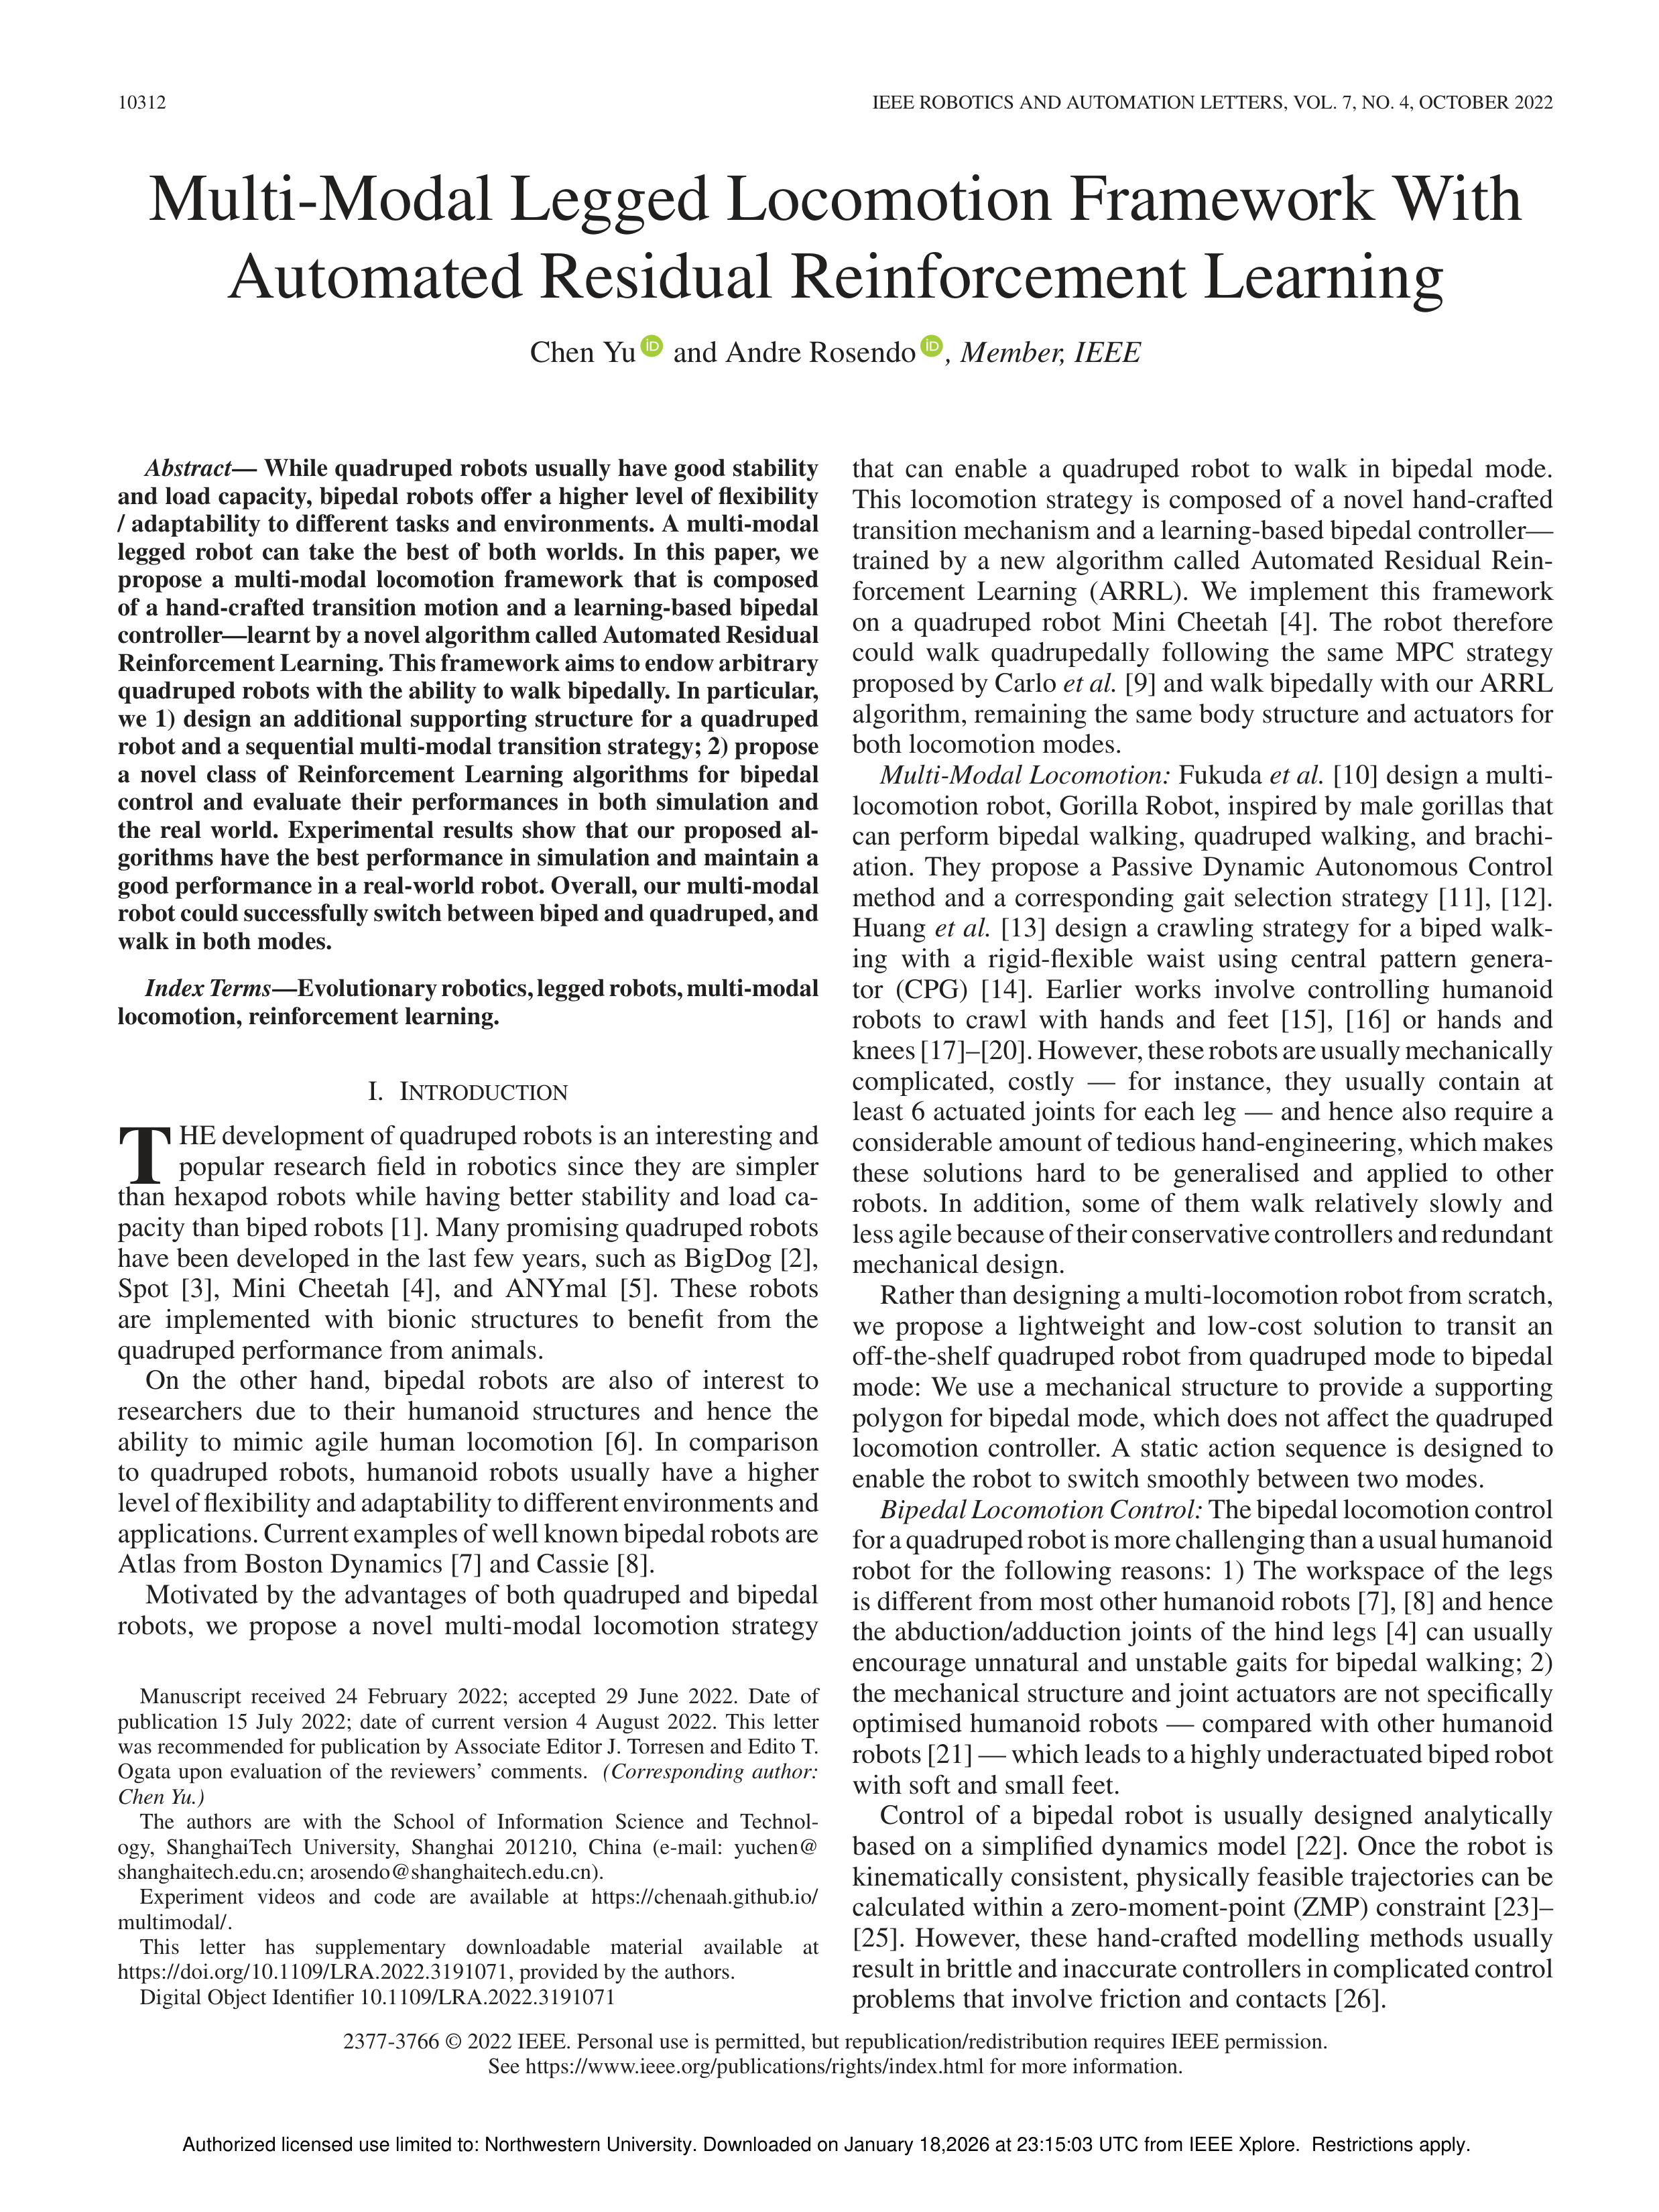 10312
IEEE ROBOTICS AND AUTOMATION LETTERS, VOL. 7, NO. 4, OCTOBER 2022
Multi-Modal Legged Locomotion Framework With
Automated Residual Reinforcement Learning
Chen Yu iD and Andre Rosendo iD, Member, IEEE
Abstract— While quadruped robots usually have good stability
and load capacity, bipedal robots offer a higher level of flexibility
/ adaptability to different tasks and environments. A multi-modal
legged robot can take the best of both worlds. In this paper, we
propose a multi-modal locomotion framework that is composed
of a hand-crafted transition motion and a learning-based bipedal
controller—learnt by a novel algorithm called Automated Residual
Reinforcement Learning. This framework aims to endow arbitrary
quadruped robots with the ability to walk bipedally. In particular,
we 1) design an additional supporting structure for a quadruped
robot and a sequential multi-modal transition strategy; 2) propose
a novel class of Reinforcement Learning algorithms for bipedal
control and evaluate their performances in both simulation and
the real world. Experimental results show that our proposed al-
gorithms have the best performance in simulation and maintain a
good performance in a real-world robot. Overall, our multi-modal
robot could successfully switch between biped and quadruped, and
walk in both modes.
Index Terms—Evolutionary robotics, legged robots, multi-modal
locomotion, reinforcement learning.
I. INTRODUCTION
THE development of quadruped robots is an interesting and
popular research field in robotics since they are simpler
than hexapod robots while having better stability and load ca-
pacity than biped robots [1]. Many promising quadruped robots
have been developed in the last few years, such as BigDog [2],
Spot [3], Mini Cheetah [4], and ANYmal [5]. These robots
are implemented with bionic structures to benefit from the
quadruped performance from animals.
On the other hand, bipedal robots are also of interest to
researchers due to their humanoid structures and hence the
ability to mimic agile human locomotion [6]. In comparison
to quadruped robots, humanoid robots usually have a higher
level of flexibility and adaptability to different environments and
applications. Current examples of well known bipedal robots are
Atlas from Boston Dynamics [7] and Cassie [8].
Motivated by the advantages of both quadruped and bipedal
robots, we propose a novel multi-modal locomotion strategy
Manuscript received 24 February 2022; accepted 29 June 2022. Date of
publication 15 July 2022; date of current version 4 August 2022. This letter
was recommended for publication by Associate Editor J. Torresen and Edito T.
Ogata upon evaluation of the reviewers' comments. (Corresponding author:
Chen Yu.)
The authors are with the School of Information Science and Technol-
ogy, ShanghaiTech University, Shanghai 201210, China (e-mail: yuchen@
shanghaitech.edu.cn; arosendo@shanghaitech.edu.cn).
Experiment videos and code are available at https://chenaah.github.io/
multimodal/.
This letter has supplementary downloadable material available at
https://doi.org/10.1109/LRA.2022.3191071, provided by the authors.
Digital Object Identifier 10.1109/LRA.2022.3191071
that can enable a quadruped robot to walk in bipedal mode.
This locomotion strategy is composed of a novel hand-crafted
transition mechanism and a learning-based bipedal controller—
trained by a new algorithm called Automated Residual Rein-
forcement Learning (ARRL). We implement this framework
on a quadruped robot Mini Cheetah [4]. The robot therefore
could walk quadrupedally following the same MPC strategy
proposed by Carlo et al. [9] and walk bipedally with our ARRL
algorithm, remaining the same body structure and actuators for
both locomotion modes.
Multi-Modal Locomotion: Fukuda et al. [10] design a multi-
locomotion robot, Gorilla Robot, inspired by male gorillas that
can perform bipedal walking, quadruped walking, and brachi-
ation. They propose a Passive Dynamic Autonomous Control
method and a corresponding gait selection strategy [11], [12].
Huang et al. [13] design a crawling strategy for a biped walk-
ing with a rigid-flexible waist using central pattern genera-
tor (CPG) [14]. Earlier works involve controlling humanoid
robots to crawl with hands and feet [15], [16] or hands and
knees [17]–[20]. However, these robots are usually mechanically
complicated, costly — for instance, they usually contain at
least 6 actuated joints for each leg — and hence also require a
considerable amount of tedious hand-engineering, which makes
these solutions hard to be generalised and applied to other
robots. In addition, some of them walk relatively slowly and
less agile because of their conservative controllers and redundant
mechanical design.
Rather than designing a multi-locomotion robot from scratch,
we propose a lightweight and low-cost solution to transit an
off-the-shelf quadruped robot from quadruped mode to bipedal
mode: We use a mechanical structure to provide a supporting
polygon for bipedal mode, which does not affect the quadruped
locomotion controller. A static action sequence is designed to
enable the robot to switch smoothly between two modes.
Bipedal Locomotion Control: The bipedal locomotion control
for a quadruped robot is more challenging than a usual humanoid
robot for the following reasons: 1) The workspace of the legs
is different from most other humanoid robots [7], [8] and hence
the abduction/adduction joints of the hind legs [4] can usually
encourage unnatural and unstable gaits for bipedal walking; 2)
the mechanical structure and joint actuators are not specifically
optimised humanoid robots — compared with other humanoid
robots [21] — which leads to a highly underactuated biped robot
with soft and small feet.
Control of a bipedal robot is usually designed analytically
based on a simplified dynamics model [22]. Once the robot is
kinematically consistent, physically feasible trajectories can be
calculated within a zero-moment-point (ZMP) constraint [23]–
[25]. However, these hand-crafted modelling methods usually
result in brittle and inaccurate controllers in complicated control
problems that involve friction and contacts [26].
2377-3766 © 2022 IEEE. Personal use is permitted, but republication/redistribution requires IEEE permission.
See https://www.ieee.org/publications/rights/index.html for more information.
Authorized licensed use limited to: Northwestern University. Downloaded on January 18,2026 at 23:15:03 UTC from IEEE Xplore. Restrictions apply.